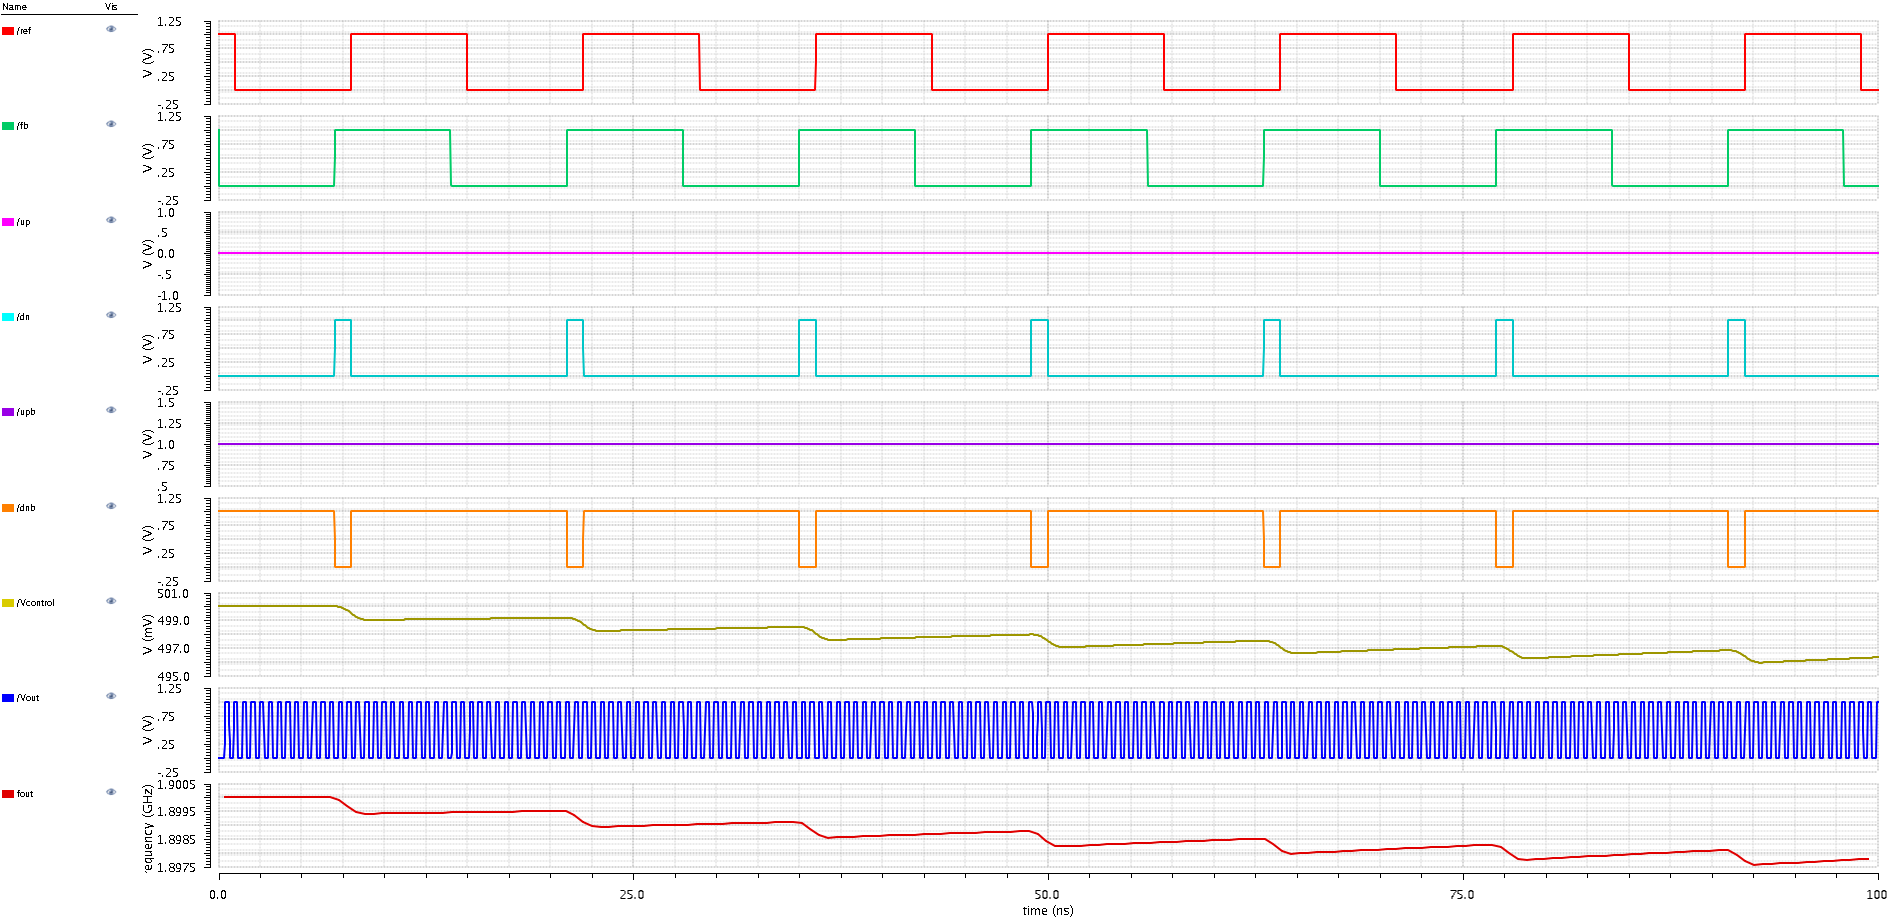 Name Vis
/ref
1.25
.75
.25
-.25
V (V)
/fb
1.25
.75
.25
-.25
V (V)
/up
1.0
.5
0.0
-.5
-1.0
V (V)
/dn
1.25
.75
.25
-.25
V (V)
/upb
1.5
1.25
1.0
.75
.5
V (V)
/dnb
1.25
.75
.25
-.25
V (V)
/Vcontrol
501.0
499.0
497.0
495.0
V (mV)
/Vout
1.25
.75
.25
-.25
V (V)
fout
1.9005
1.8995
1.8985
1.8975
requency (GHz)
0.0 25.0 50.0 75.0 100
time (ns)